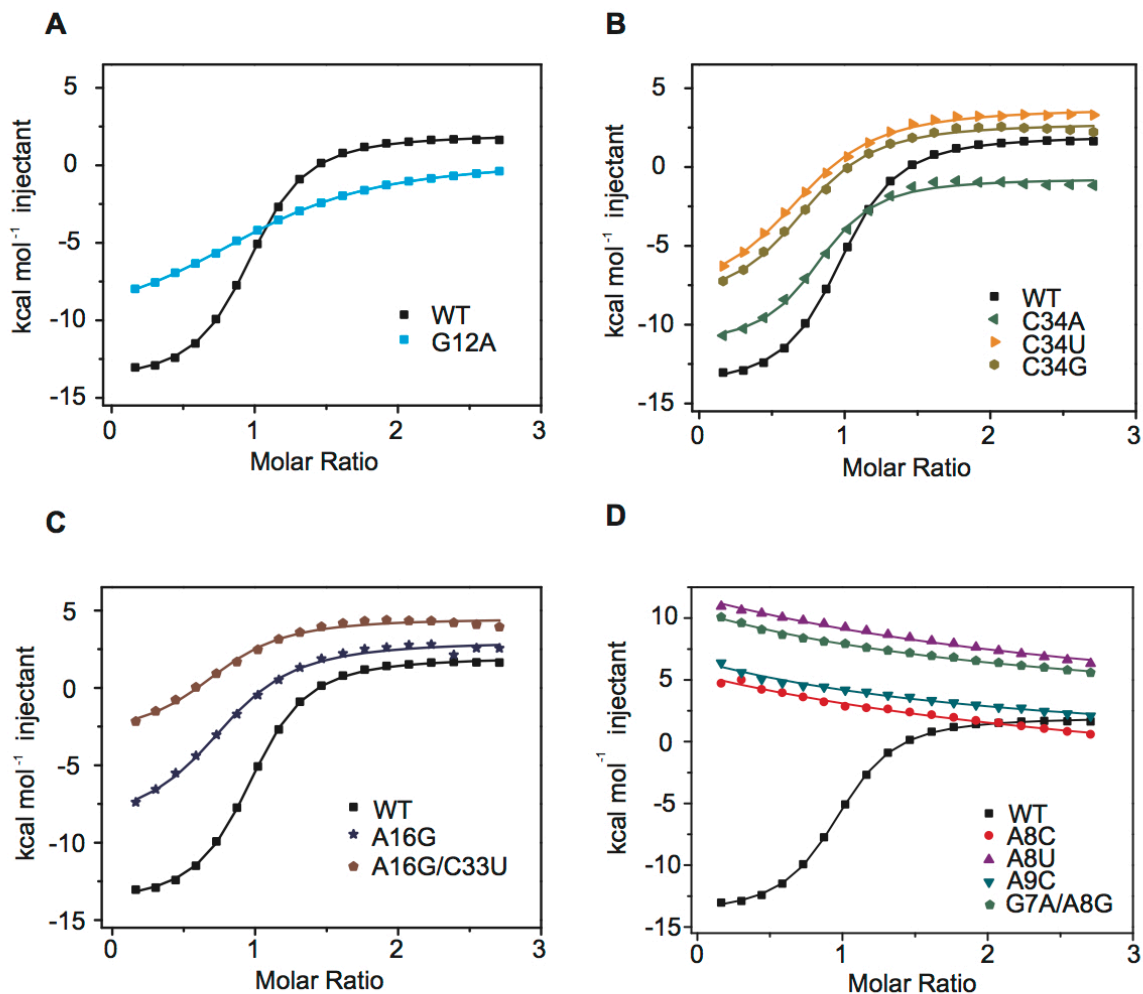 A
5
0
-5
-10
-15
kcal mol⁻¹ injectant
WT
G12A
0
1
2
3
Molar Ratio
B
5
0
-5
-10
-15
kcal mol⁻¹ injectant
WT
C34A
C34U
C34G
0
1
2
3
Molar Ratio
C
5
0
-5
-10
-15
kcal mol⁻¹ injectant
WT
A16G
A16G/C33U
0
1
2
3
Molar Ratio
D
10
5
0
-5
-10
-15
kcal mol⁻¹ injectant
WT
A8C
A8U
A9C
G7A/A8G
0
1
2
3
Molar Ratio